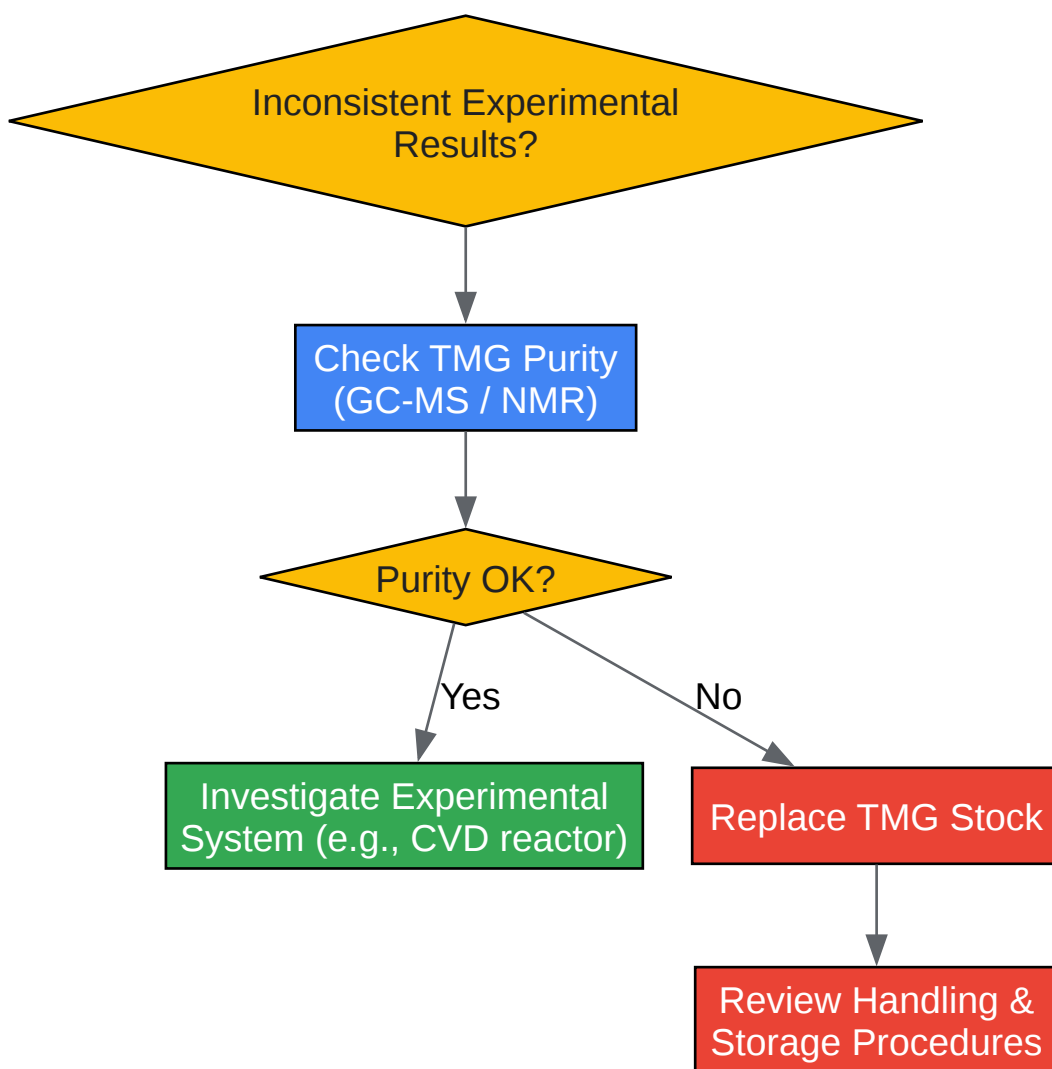 Inconsistent Experimental
Results?
Check TMG Purity
(GC-MS / NMR)
Purity OK?
Yes
No
Investigate Experimental
System (e.g., CVD reactor)
Replace TMG Stock
Review Handling &
Storage Procedures